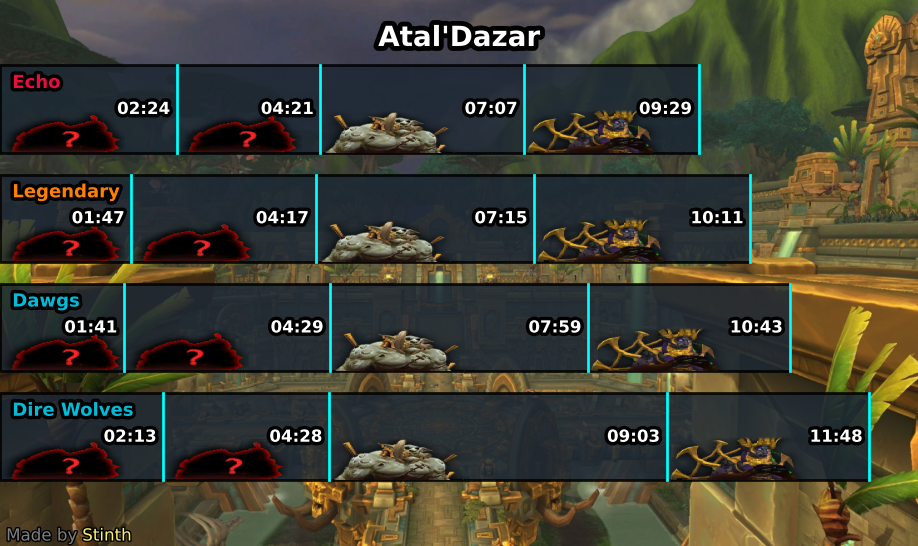 Atal'Dazar
Echo
02:24 04:21 07:07 09:29
? ?
Legendary
01:47 04:17 07:15 10:11
? ?
Dawgs
01:41 04:29 07:59 10:43
? ?
Dire Wolves
02:13 04:28 09:03 11:48
? ?
Made by Stinth